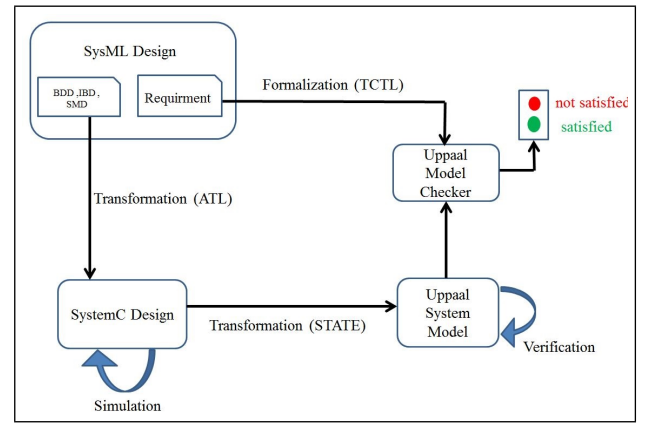 SysML Design
BDD ,IBD ,
SMD
Requirment
Formalization (TCTL)
not satisfied
satisfied
Uppaal
Model
Checker
Transformation (ATL)
SystemC Design
Transformation (STATE)
Uppaal
System
Model
Verification
Simulation